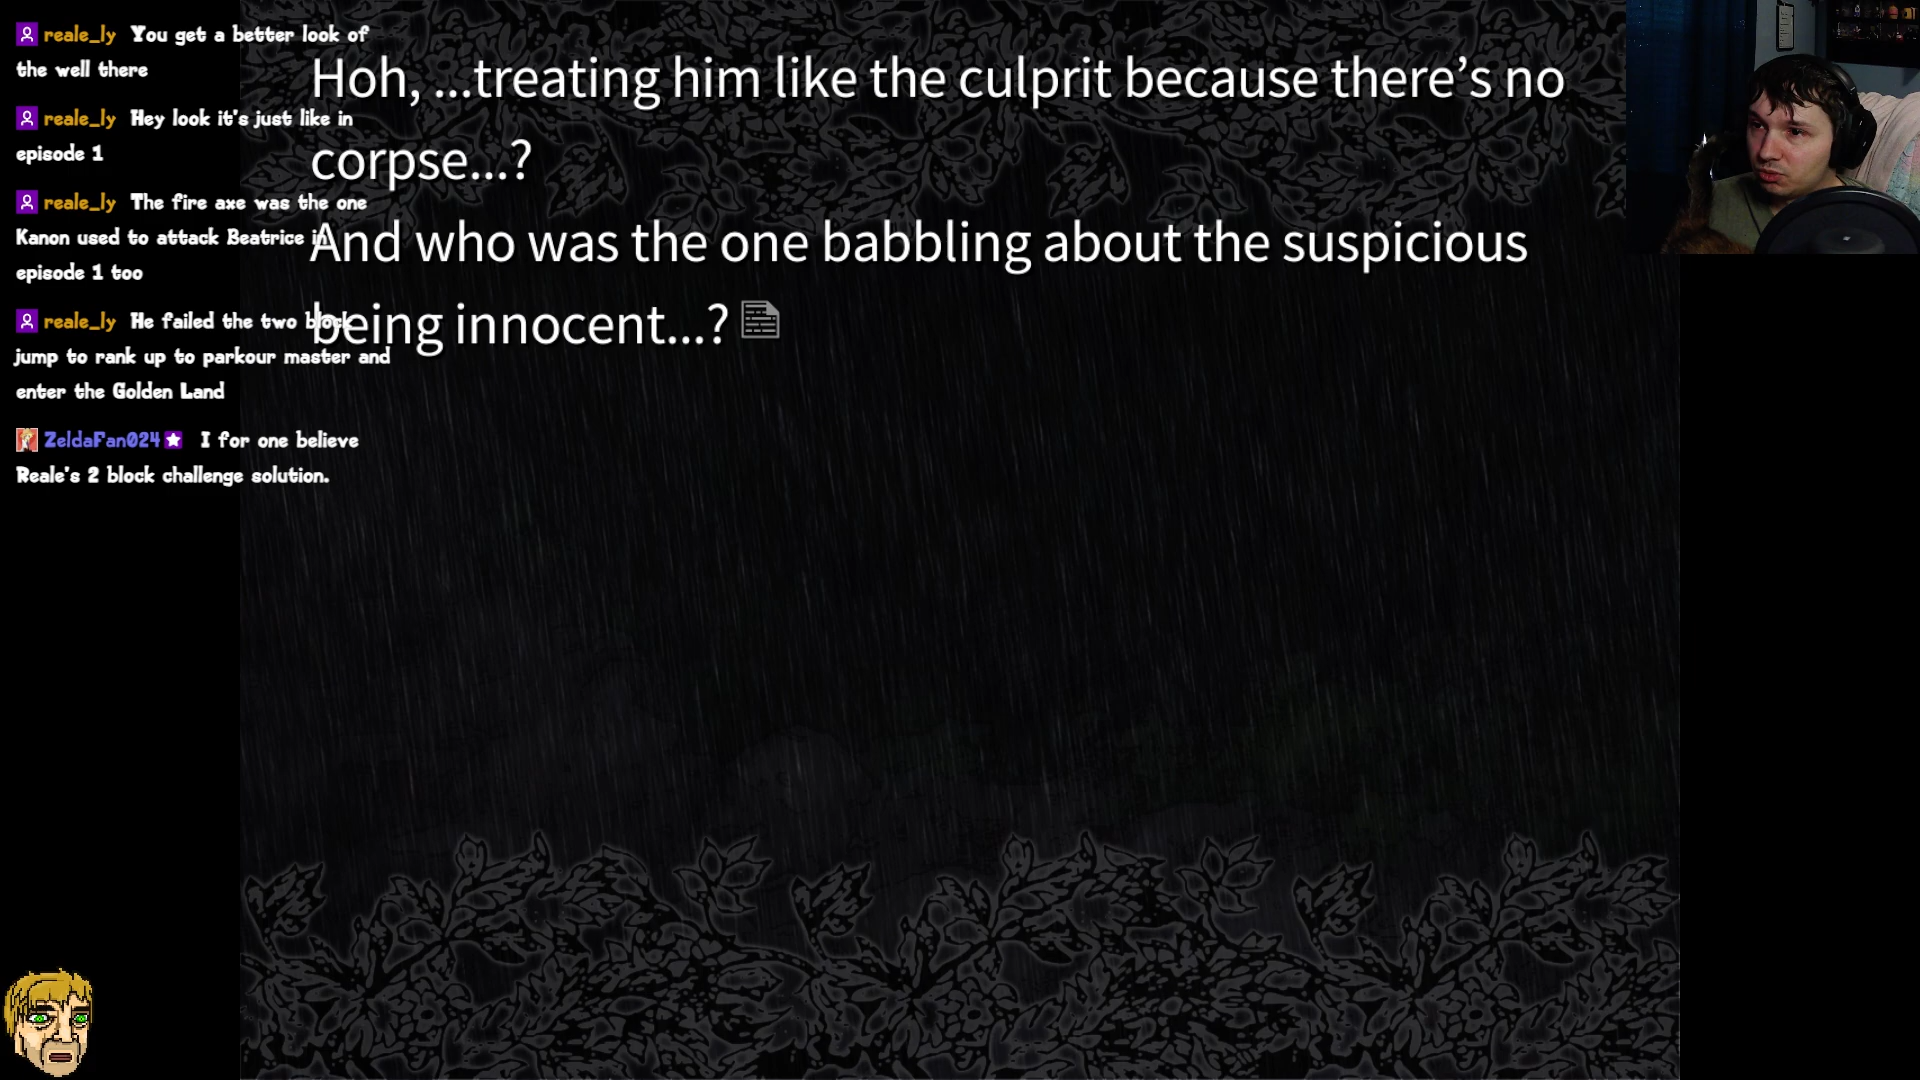 reale_ly You get a better look of
the well there
reale_ly Hey look it's just like in
episode 1
reale_ly The fire axe was the one
Kanon used to attack Beatrice in
episode 1 too
reale_ly He failed the two block
jump to rank up to parkour master and
enter the Golden Land
ZeldaFan024 I for one believe
Reale's 2 block challenge solution.
Hoh, ...treating him like the culprit because there’s no
corpse...?
And who was the one babbling about the suspicious
being innocent...?